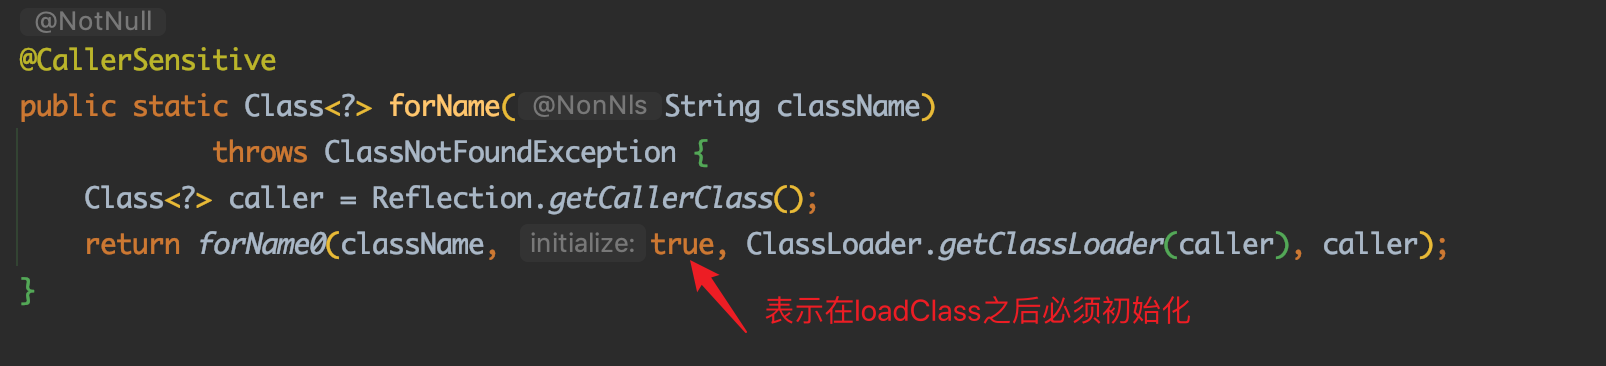 @NotNull
@CallerSensitive
public static Class<?> forName( @NonNls String className)
throws ClassNotFoundException {
Class<?> caller = Reflection.getCallerClass();
return forName0(className, initialize: true, ClassLoader.getClassLoader(caller), caller);
}
表示在loadClass之后必须初始化